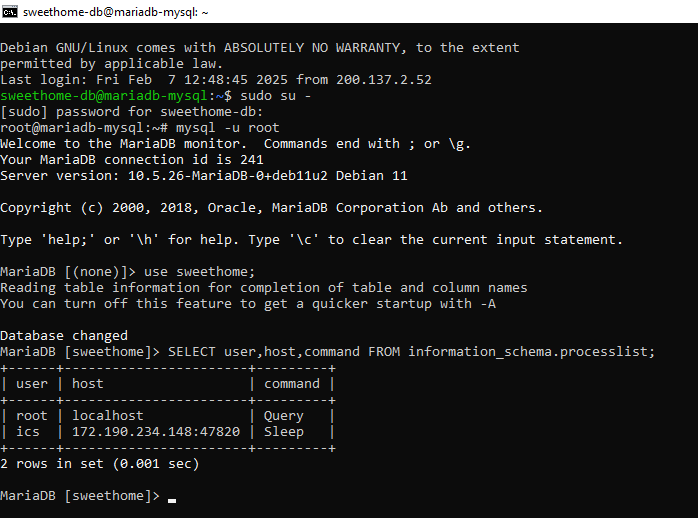 sweethome-db@mariadb-mysql: ~
Debian GNU/Linux comes with ABSOLUTELY NO WARRANTY, to the extent
permitted by applicable law.
Last login: Fri Feb  7 12:48:45 2025 from 200.137.2.52
sweethome-db@mariadb-mysql:~$ sudo su -
[sudo] password for sweethome-db:
root@mariadb-mysql:~# mysql -u root
Welcome to the MariaDB monitor.  Commands end with ; or \g.
Your MariaDB connection id is 241
Server version: 10.5.26-MariaDB-0+deb11u2 Debian 11
Copyright (c) 2000, 2018, Oracle, MariaDB Corporation Ab and others.
Type 'help;' or '\h' for help. Type '\c' to clear the current input statement.
MariaDB [(none)]> use sweethome;
Reading table information for completion of table and column names
You can turn off this feature to get a quicker startup with -A
Database changed
MariaDB [sweethome]> SELECT user,host,command FROM information_schema.processlist;
+------+-----------------------+---------+
| user | host                  | command |
+------+-----------------------+---------+
| root | localhost             | Query   |
| ics  | 172.190.234.148:47820 | Sleep   |
+------+-----------------------+---------+
2 rows in set (0.001 sec)
MariaDB [sweethome]>